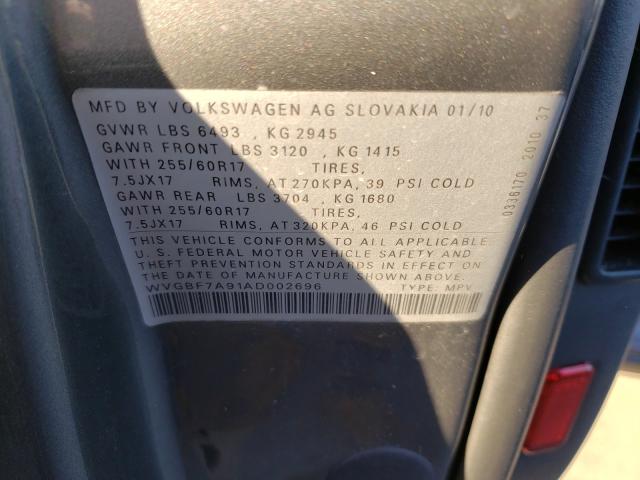 MFD BY VOLKSWAGEN AG SLOVAKIA 01/10
GVWR LBS 6493 , KG 2945
GAWR FRONT LBS 3120 , KG 1415
WITH 255/60R17 TIRES,
7.5JX17 RIMS, AT 270KPA, 39 PSI COLD
GAWR REAR LBS 3704 , KG 1680
WITH 255/60R17 TIRES,
7.5JX17 RIMS, AT 320KPA, 46 PSI COLD
THIS VEHICLE CONFORMS TO ALL APPLICABLE
U. S. FEDERAL MOTOR VEHICLE SAFETY AND
THEFT PREVENTION STANDARDS IN EFFECT ON
THE DATE OF MANUFACTURE SHOWN ABOVE.
WVGBF7A91AD002696 TYPE: MPV
0336170 2010 37